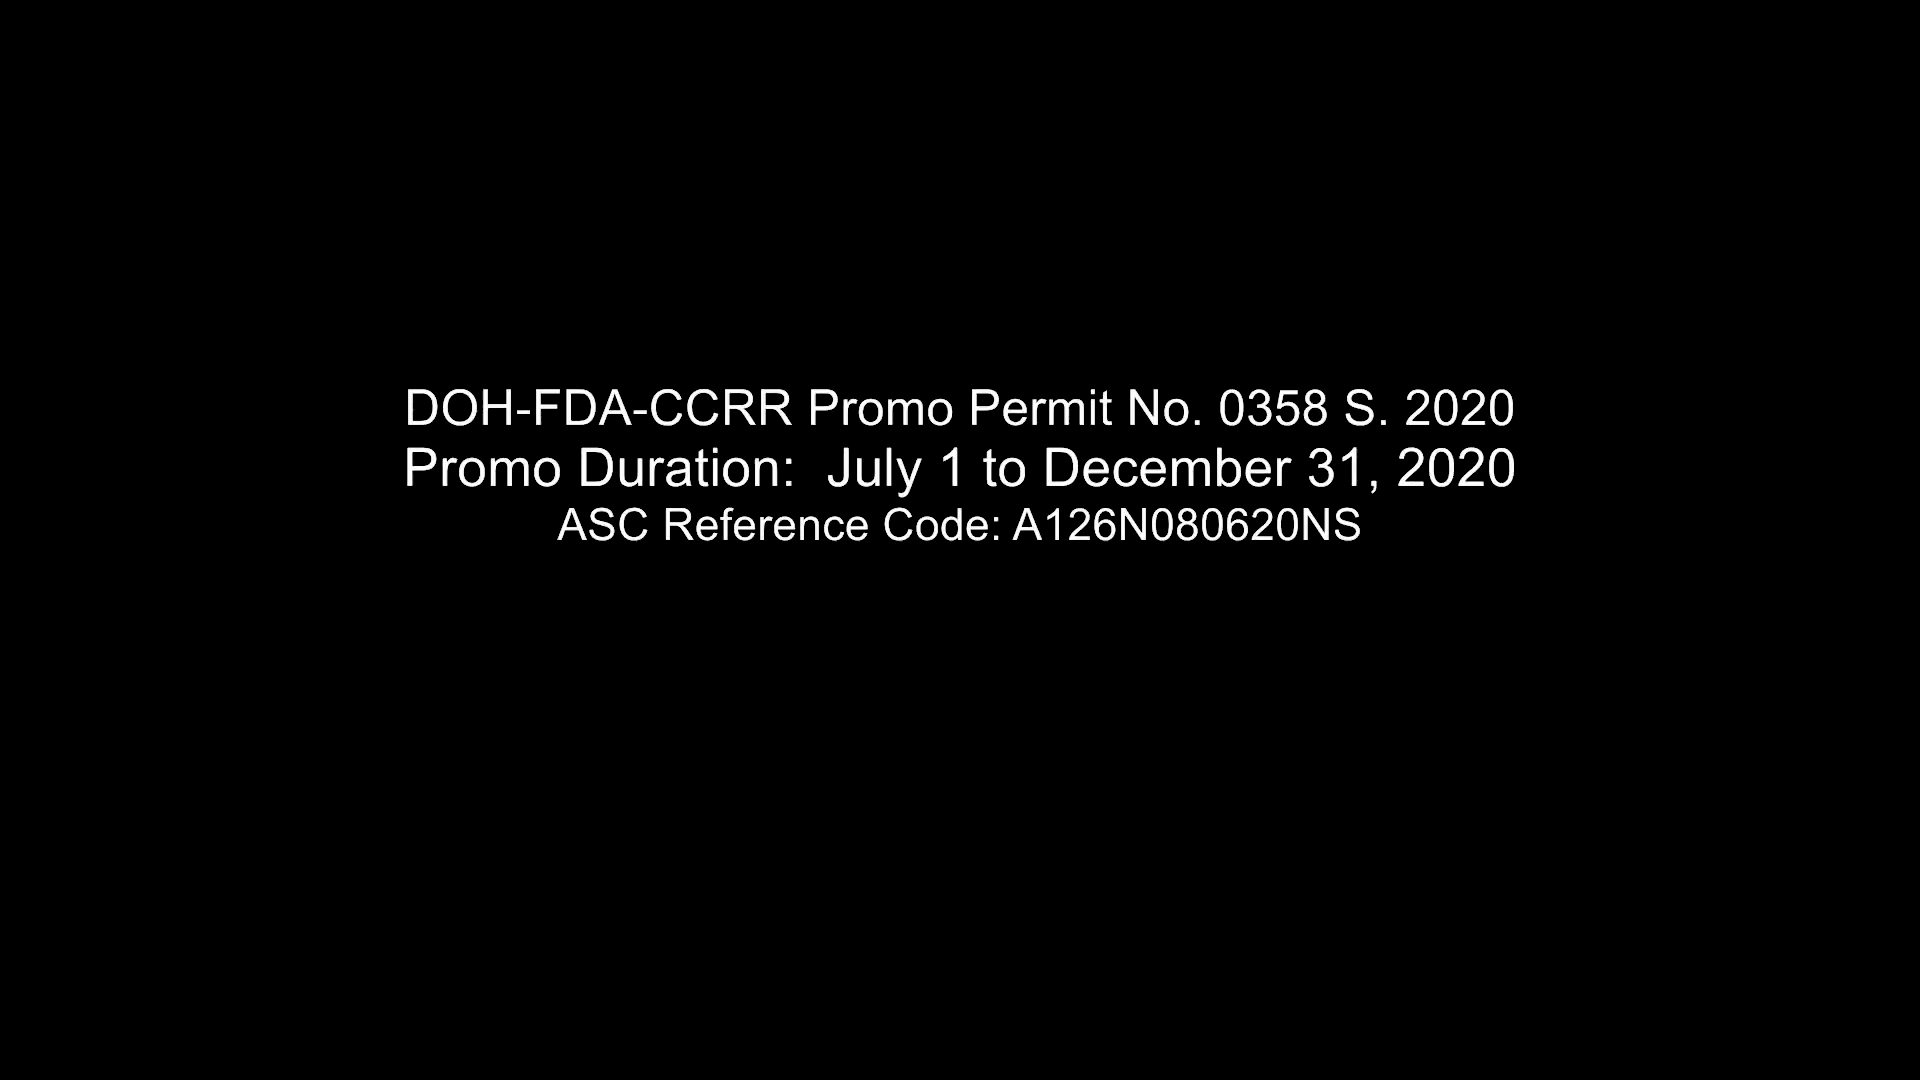 DOH-FDA-CCRR Promo Permit No. 0358 S. 2020
Promo Duration:  July 1 to December 31, 2020
ASC Reference Code: A126N080620NS